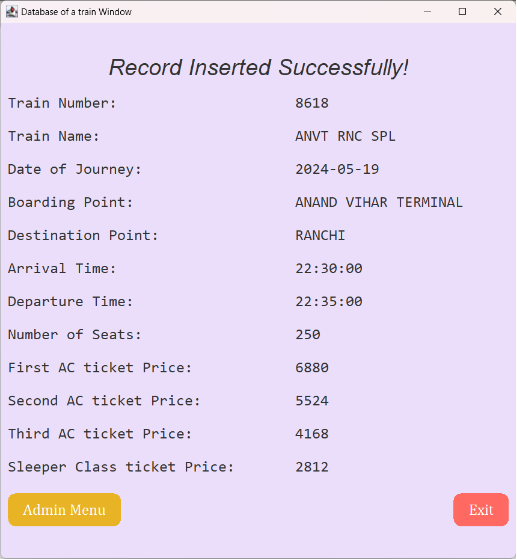 Database of a train Window
Record Inserted Successfully!
Train Number: 8618
Train Name: ANVT RNC SPL
Date of Journey: 2024-05-19
Boarding Point: ANAND VIHAR TERMINAL
Destination Point: RANCHI
Arrival Time: 22:30:00
Departure Time: 22:35:00
Number of Seats: 250
First AC ticket Price: 6880
Second AC ticket Price: 5524
Third AC ticket Price: 4168
Sleeper Class ticket Price: 2812
Admin Menu Exit